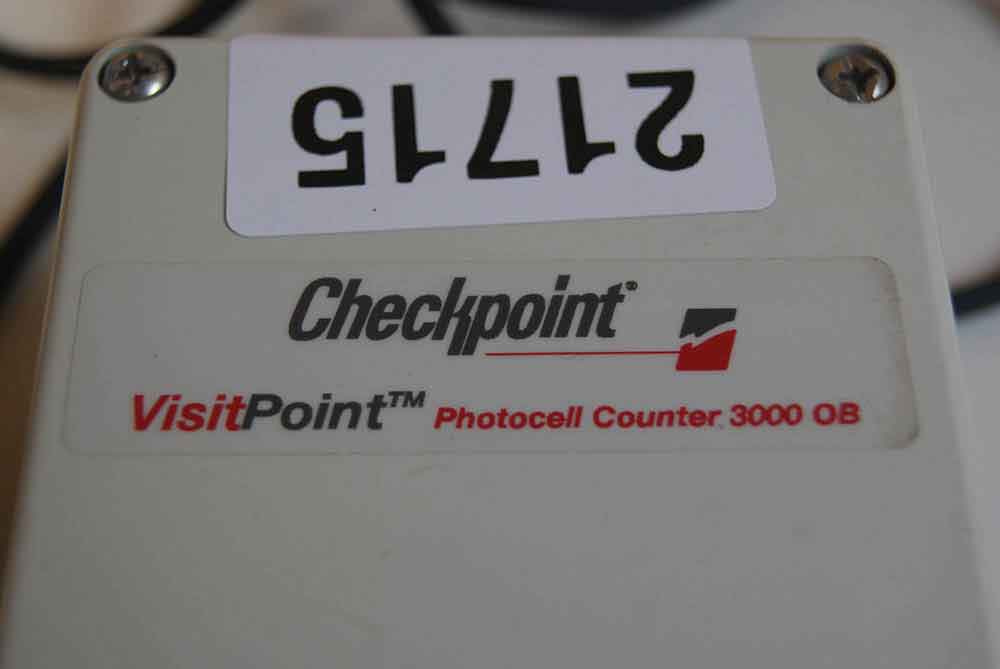 21715
Checkpoint®
VisitPoint™ Photocell Counter 3000 OB